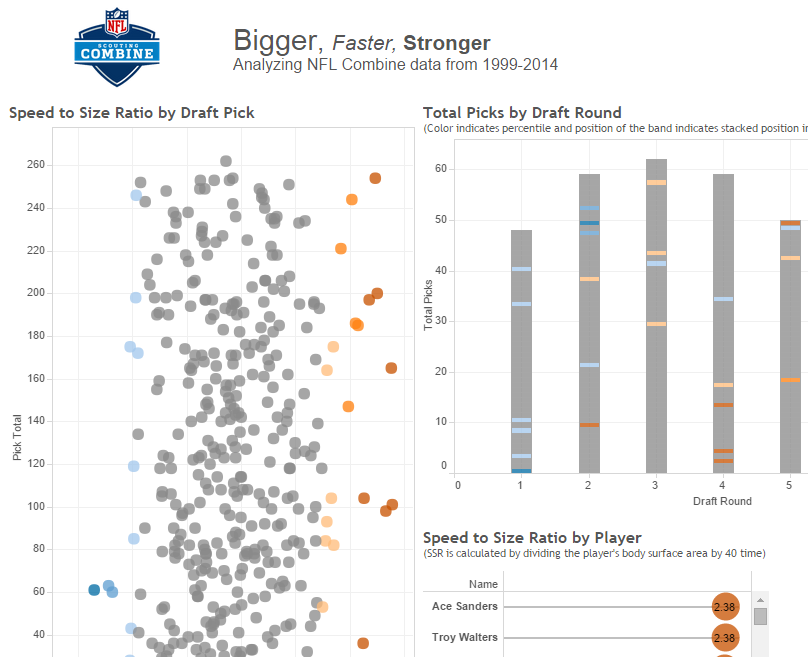 NFL
SCOUTING
COMBINE
Bigger, Faster, Stronger
Analyzing NFL Combine data from 1999-2014
Speed to Size Ratio by Draft Pick
260
240
220
200
180
160
140
120
100
80
60
40
Pick Total
Total Picks by Draft Round
(Color indicates percentile and position of the band indicates stacked position in
60
50
40
30
20
10
0
Total Picks
0 1 2 3 4 5
Draft Round
Speed to Size Ratio by Player
(SSR is calculated by dividing the player's body surface area by 40 time)
Name
Ace Sanders 2.38
Troy Walters 2.38